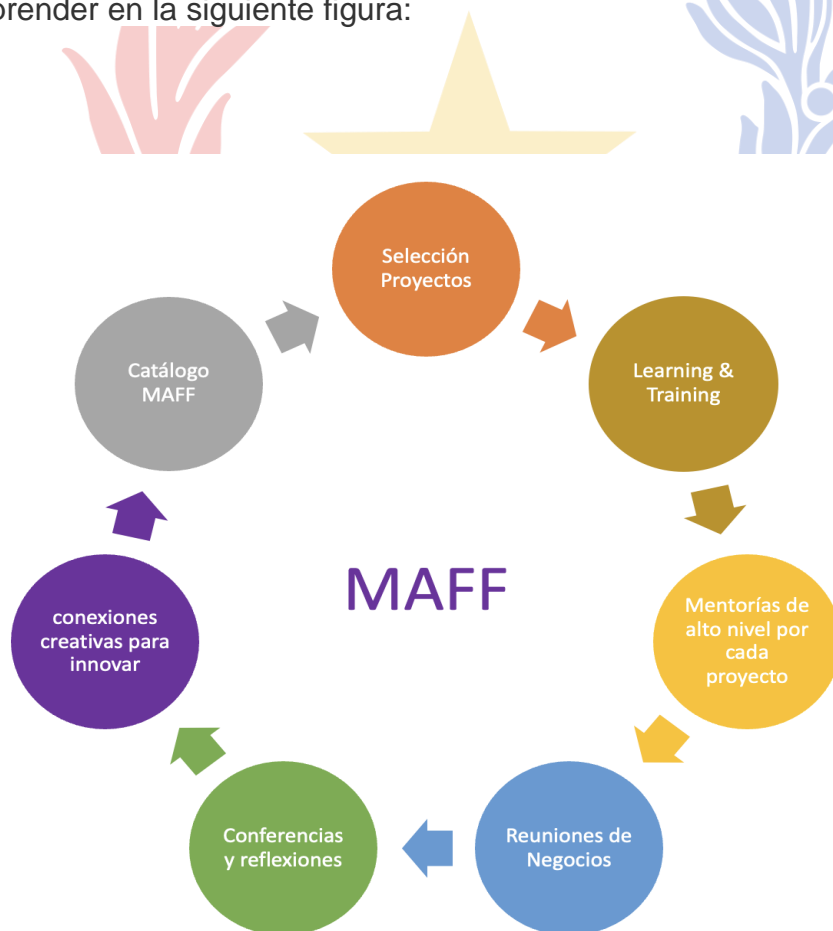 en la siguiente figura:
Selección
Proyectos
Learning &
Training
Mentorías de
alto nivel por
cada
proyecto
Reuniones de
Negocios
Conferencias
y reflexiones
conexiones
creativas para
innovar
Catálogo
MAFF
MAFF